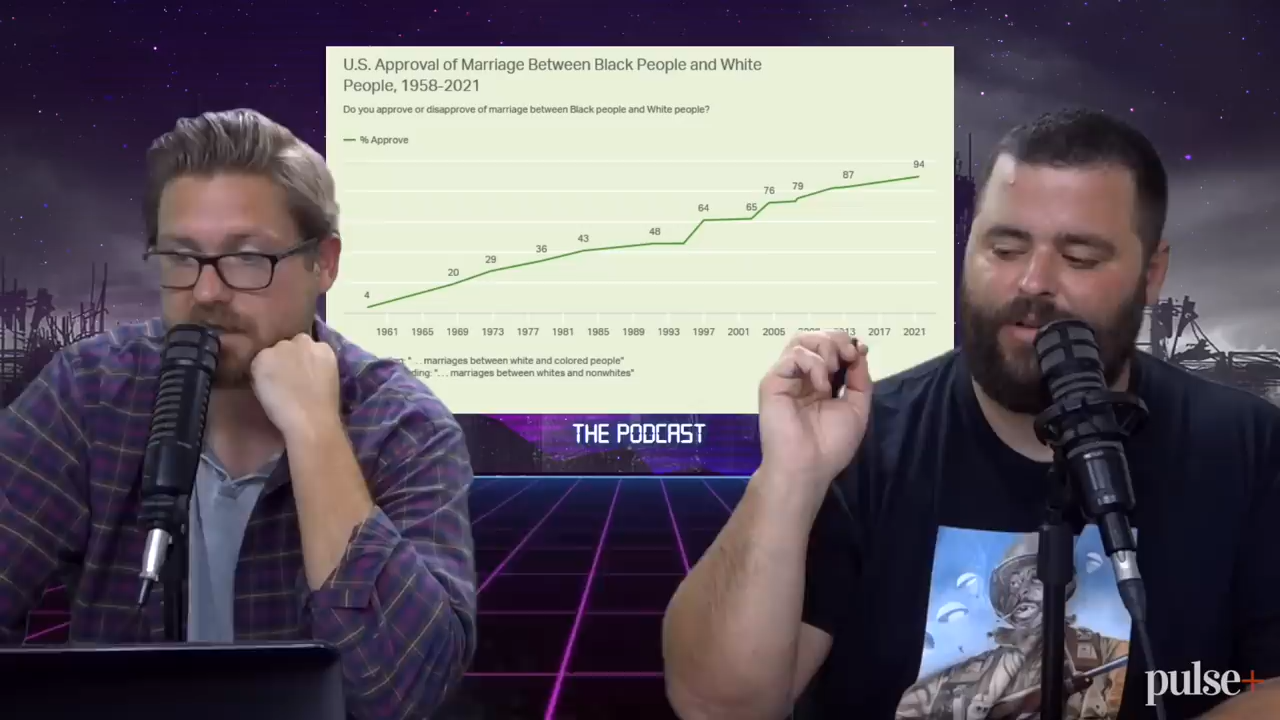 U.S. Approval of Marriage Between Black People and White
People, 1958-2021
Do you approve or disapprove of marriage between Black people and White people?
% Approve
94
87
79
76
65
64
48
43
36
29
20
4
1961 1965 1969 1973 1977 1981 1985 1989 1993 1997 2001 2005 2017 2021
"... marriages between white and colored people"
"... marriages between whites and nonwhites"
THE PODCAST
pulse+